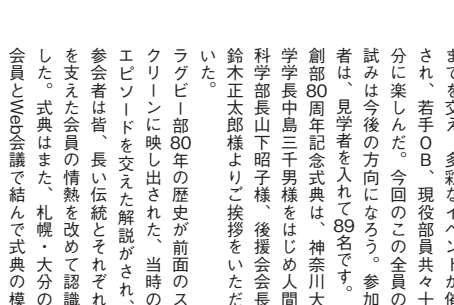 までを交え、多彩なイベントが催
され、若手ＯＢ、現役部員共々十
分に楽しんだ。今回のこの全員の
試みは今後の方向になろう。参加
者は、見学者を入れて89名です。
創部80周年記念式典は、神奈川大
学学長中島三千男様をはじめ人間
科学部長山下昭子様、後援会会長
鈴木正太郎様よりご挨拶をいただ
いた。
ラグビー部80年の歴史が前面のス
クリーンに映し出された、当時の
エピソードを交えた解説がされ、
参会者は皆、長い伝統とそれぞれ
を支えた会員の情熱を改めて認識
した。式典はまた、札幌・大分の
会員とWeb会議で結んで式典の模